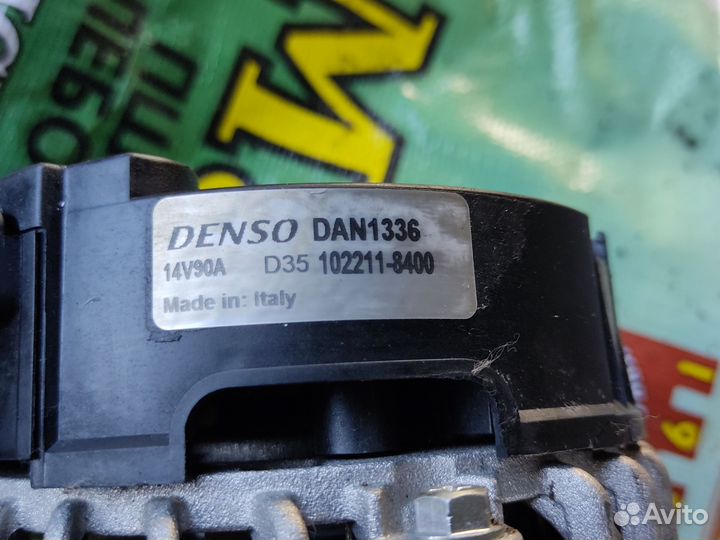 DENSO DAN1336
14V90A D35 102211-8400
Made in: Italy
Avito